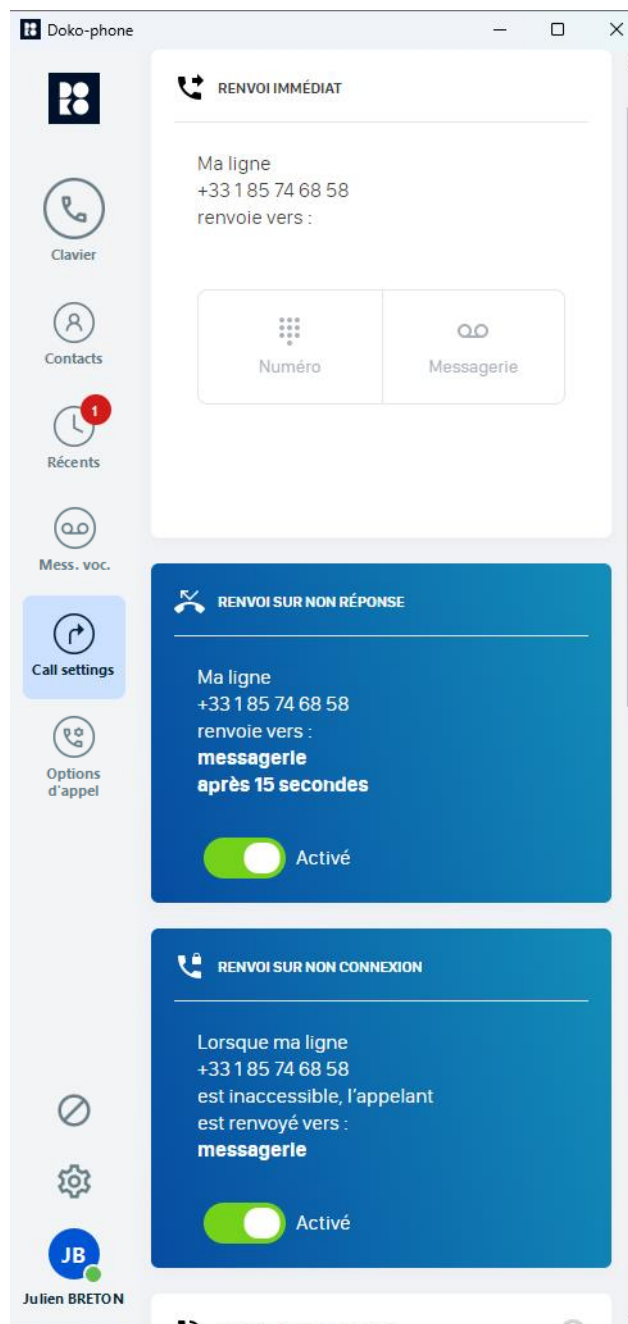 Doko-phone
RENVOI IMMÉDIAT
Ma ligne
+33 1 85 74 68 58
renvoie vers :
Numéro
Messagerie
Clavier
Contacts
1
Récents
Mess. voc.
Call settings
Options
d'appel
RENVOI SUR NON RÉPONSE
Ma ligne
+33 1 85 74 68 58
renvoie vers :
messagerie
après 15 secondes
Activé
RENVOI SUR NON CONNEXION
Lorsque ma ligne
+33 1 85 74 68 58
est inaccessible, l'appelant
est renvoyé vers :
messagerie
Activé
JB
Julien BRETON